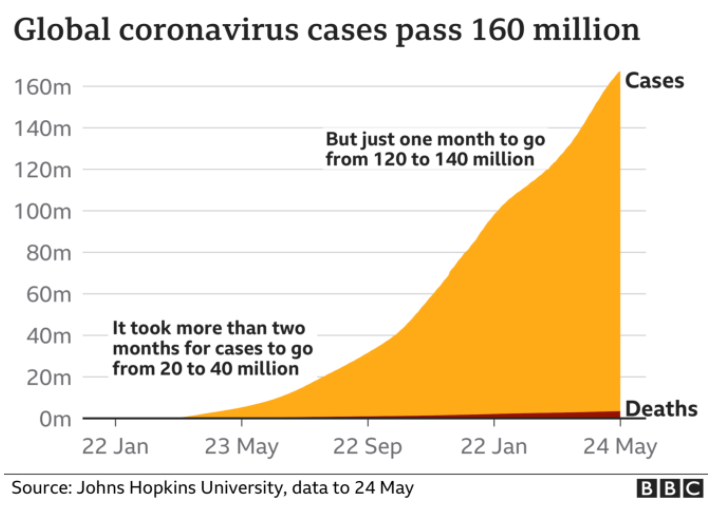 Global coronavirus cases pass 160 million
160m
Cases
140m
But just one month to go
from 120 to 140 million
120m
100m
80m
60m
40m
It took more than two
months for cases to go
from 20 to 40 million
20m
0m
Deaths
22 Jan 23 May 22 Sep 22 Jan 24 May
Source: Johns Hopkins University, data to 24 May
BBC